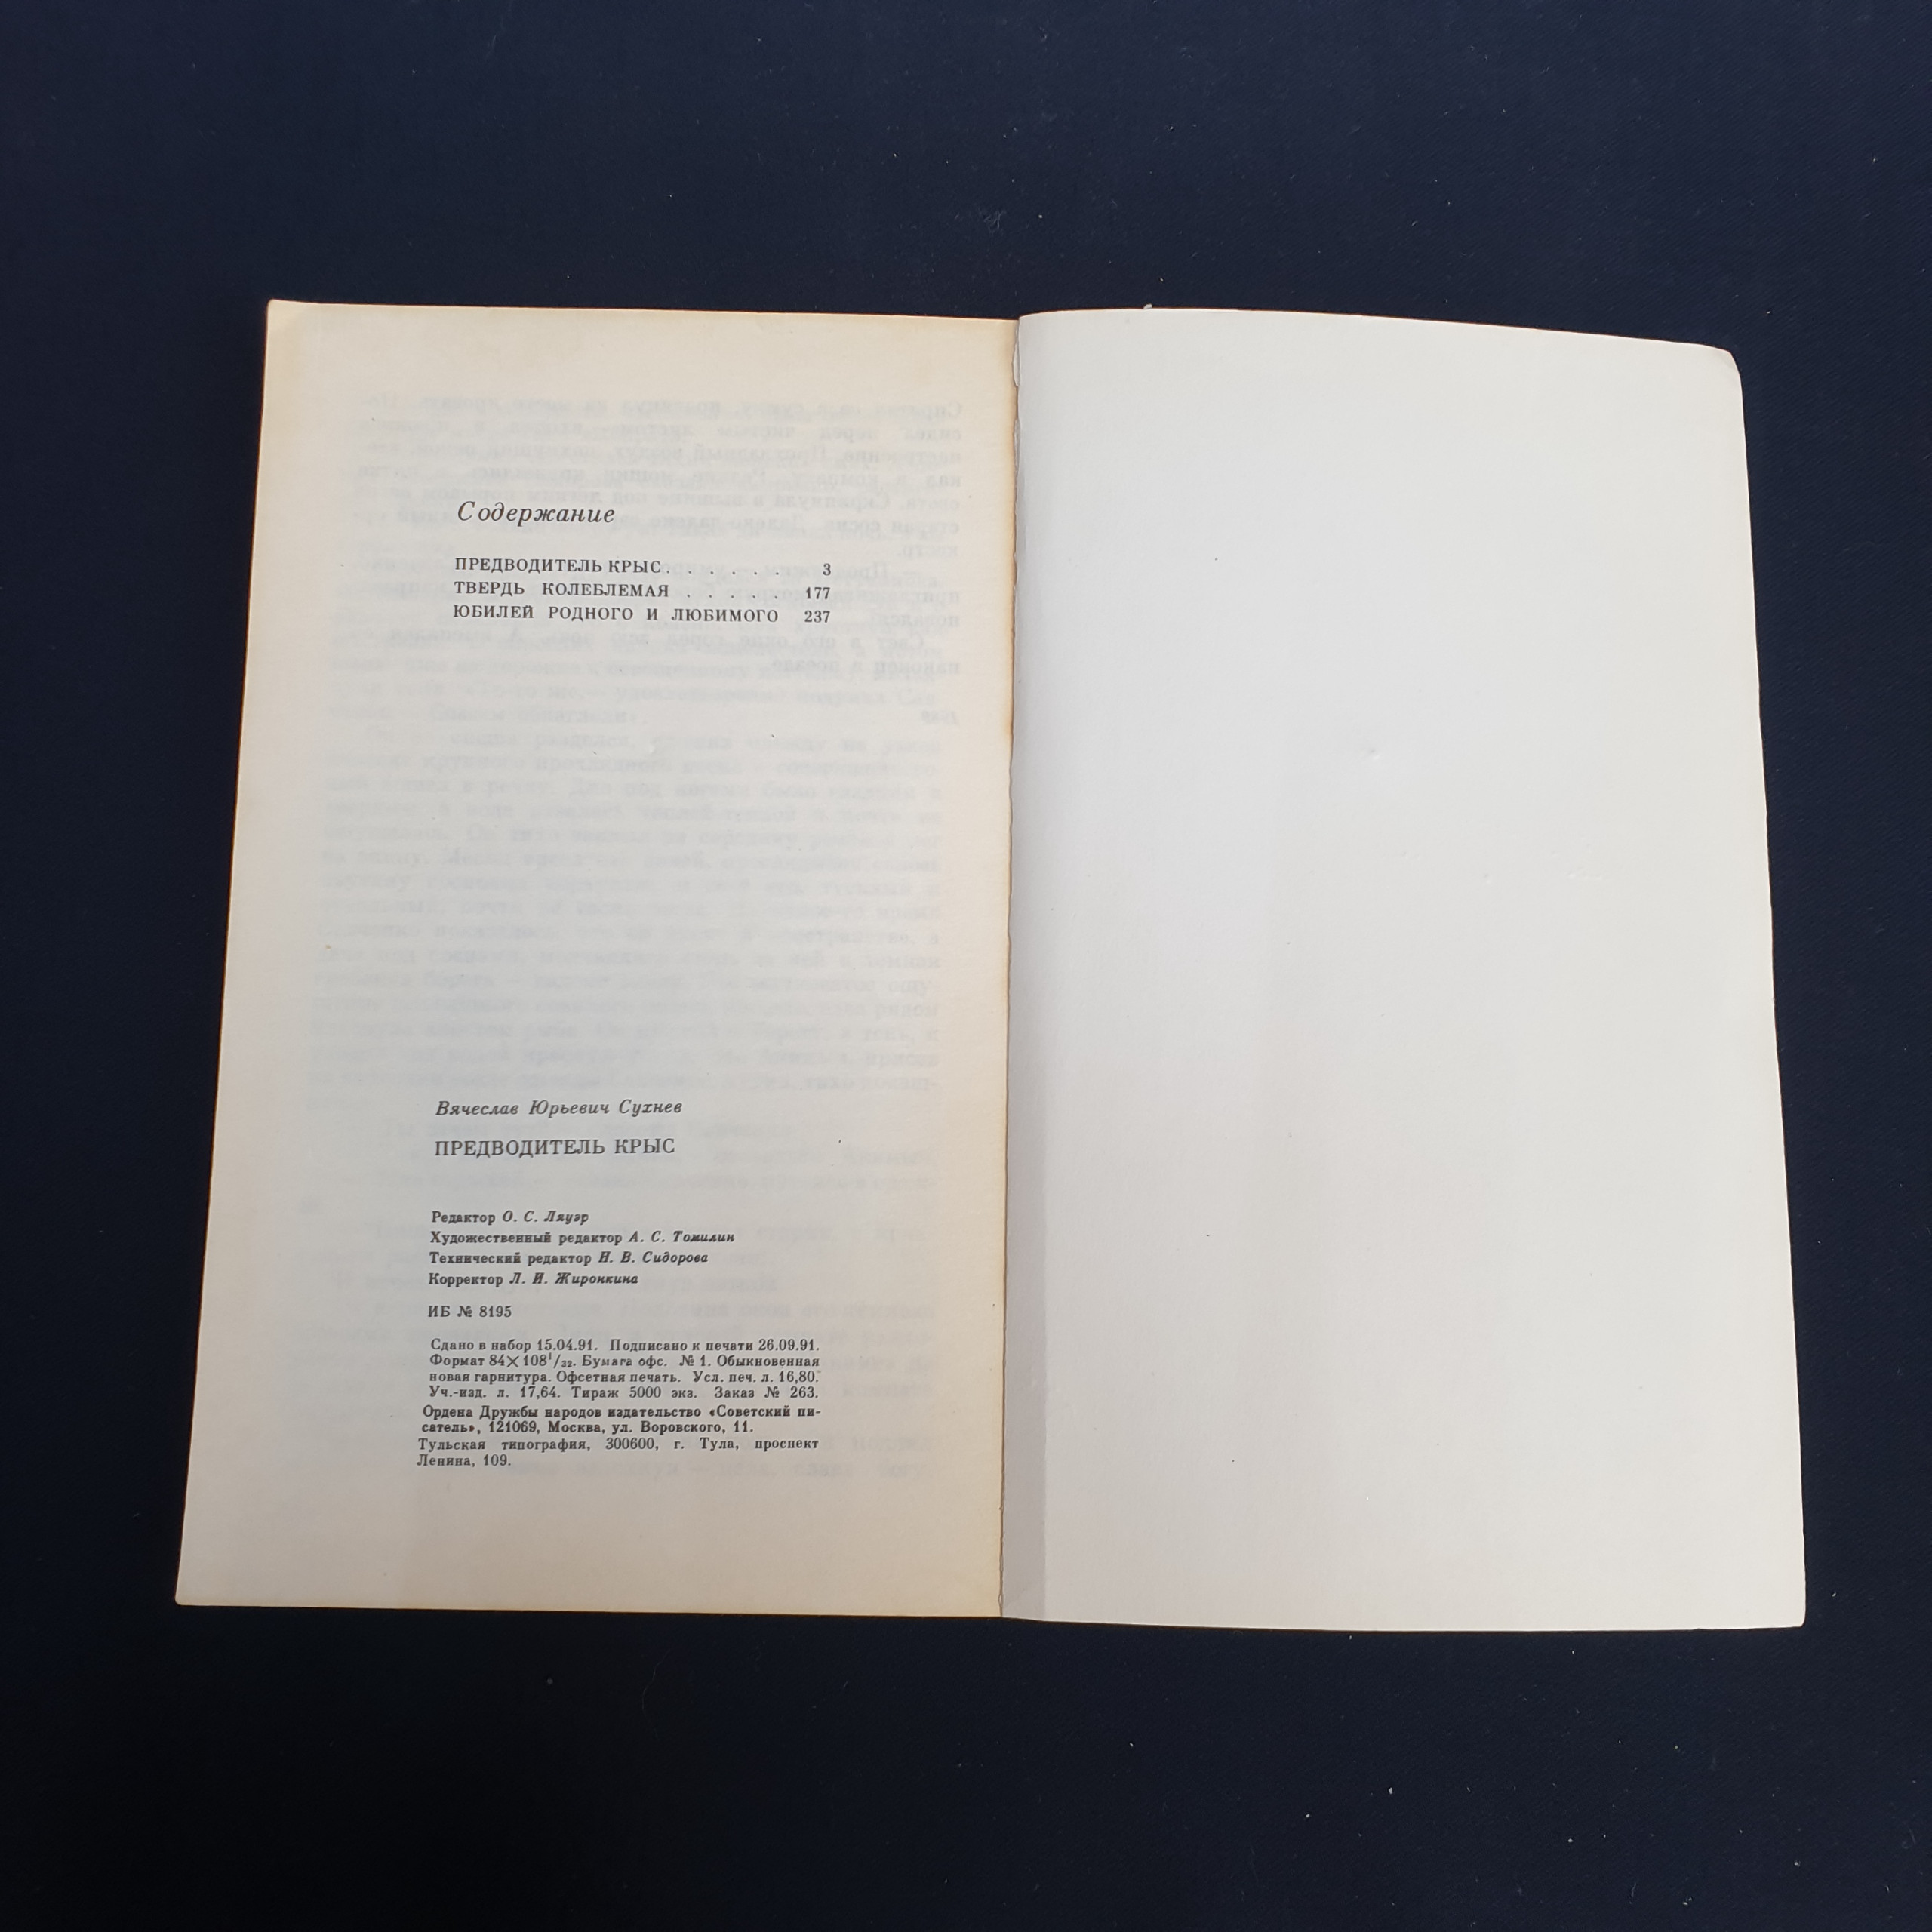 Содержание
ПРЕДВОДИТЕЛЬ КРЫС . . . . . . 3
ТВЕРДЬ КОЛЕБЛЕМАЯ . . . . . 177
ЮБИЛЕЙ РОДНОГО И ЛЮБИМОГО 237
Вячеслав Юрьевич Сухнев
ПРЕДВОДИТЕЛЬ КРЫС
Редактор О. С. Ляуэр
Художественный редактор А. С. Томилин
Технический редактор Н. В. Сидорова
Корректор Л. И. Жиронкина
ИБ № 8195
Сдано в набор 15.04.91. Подписано к печати 26.09.91.
Формат 84×108¹/₃₂. Бумага офс. № 1. Обыкновенная
новая гарнитура. Офсетная печать. Усл. печ. л. 16,80.
Уч.-изд. л. 17,64. Тираж 5000 экз. Заказ № 263.
Ордена Дружбы народов издательство «Советский пи-
сатель», 121069, Москва, ул. Воровского, 11.
Тульская типография, 300600, г. Тула, проспект
Ленина, 109.